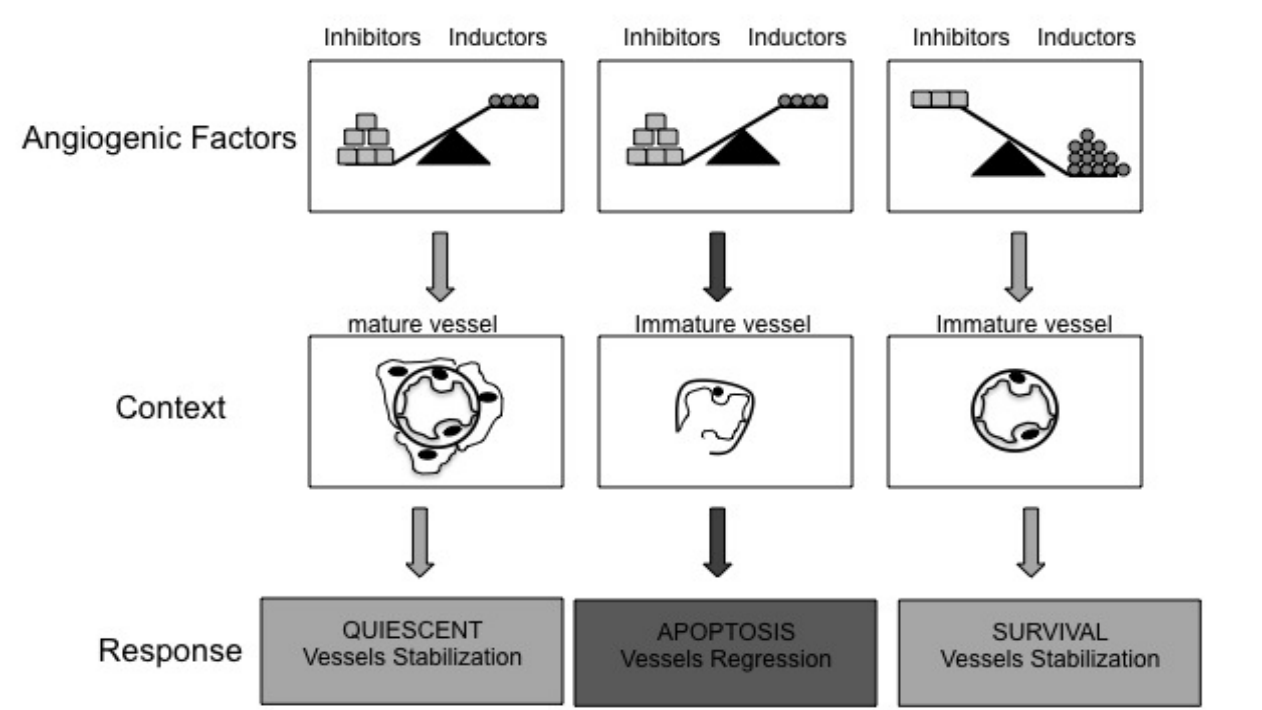 Inhibitors Inductors
Inhibitors Inductors
Inhibitors Inductors
Angiogenic Factors
mature vessel
Immature vessel
Immature vessel
Context
Response
QUIESCENT
Vessels Stabilization
APOPTOSIS
Vessels Regression
SURVIVAL
Vessels Stabilization